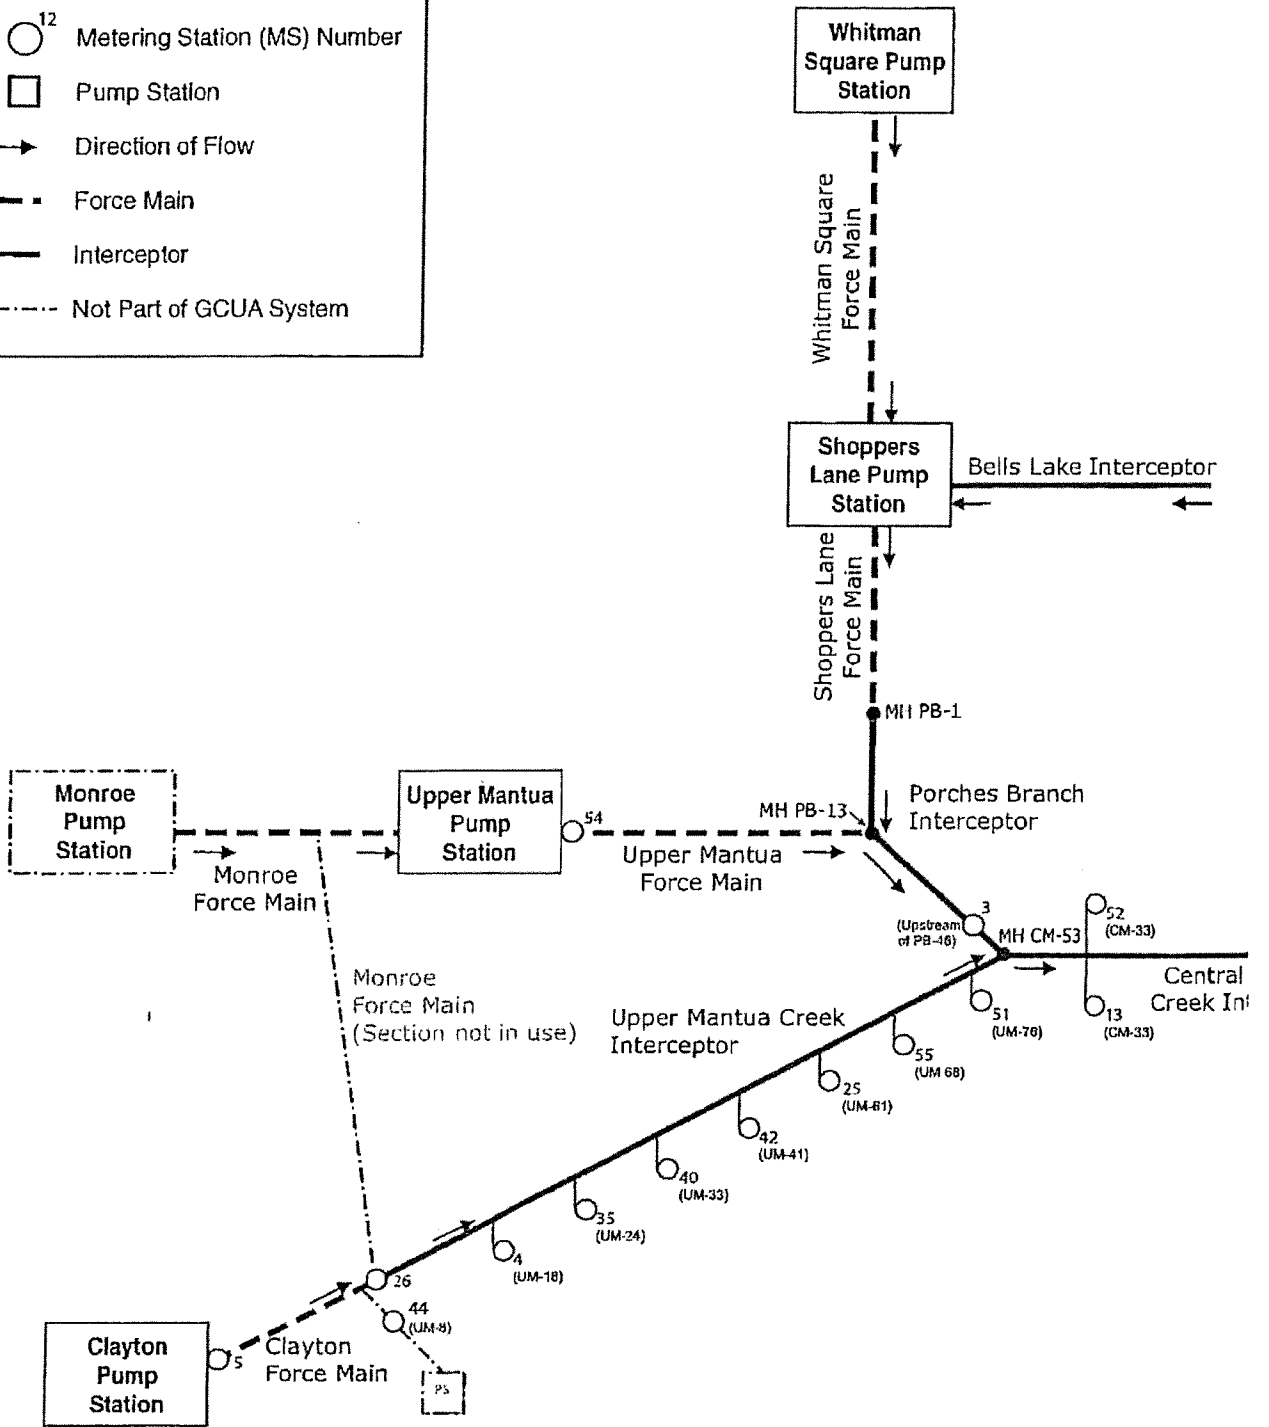 12
Metering Station (MS) Number
Pump Station
Direction of Flow
Force Main
Interceptor
Not Part of GCUA System
Whitman
Square Pump
Station
Whitman Square
Force Main
Shoppers
Lane Pump
Station
Bells Lake Interceptor
Shoppers Lane
Force Main
MH PB-1
Monroe
Pump
Station
Monroe
Force Main
Upper Mantua
Pump
Station
54
Upper Mantua
Force Main
MH PB-13
Porches Branch
Interceptor
3
(Upstream
of PB-46)
MH CM-53
52
(CM-33)
Central
Creek Int
13
(CM-33)
Monroe
Force Main
(Section not in use)
Upper Mantua Creek
Interceptor
51
(UM-76)
55
(UM 68)
25
(UM-61)
42
(UM-41)
40
(UM-33)
35
(UM-24)
4
(UM-18)
26
44
(UM-8)
PS
Clayton
Pump
Station
5
Clayton
Force Main